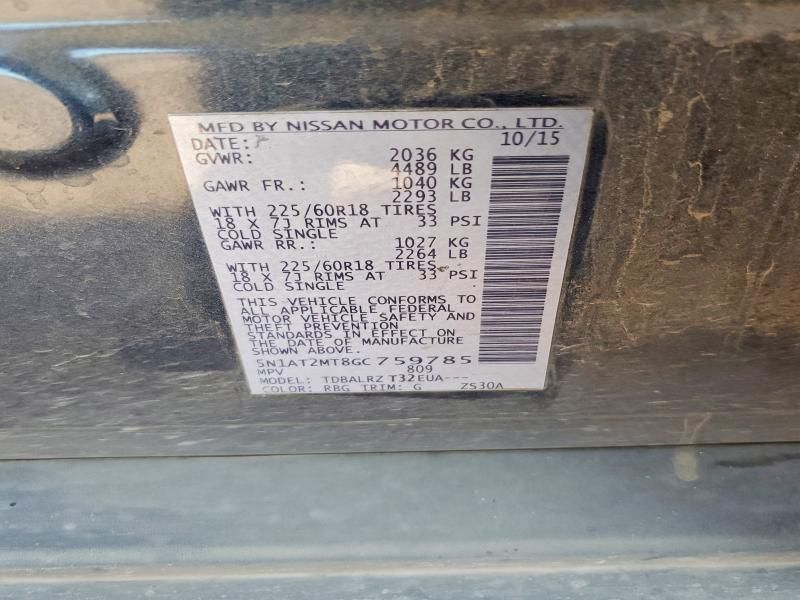 MFD BY NISSAN MOTOR CO., LTD.
DATE: 10/15
GVWR: 2036 KG
4489 LB
GAWR FR.: 1040 KG
2293 LB
WITH 225/60R18 TIRES
18 X 7J RIMS AT 33 PSI
COLD SINGLE
GAWR RR.: 1027 KG
2264 LB
WITH 225/60R18 TIRES
18 X 7J RIMS AT 33 PSI
COLD SINGLE
THIS VEHICLE CONFORMS TO
ALL APPLICABLE FEDERAL
MOTOR VEHICLE SAFETY AND
THEFT PREVENTION
STANDARDS IN EFFECT ON
THE DATE OF MANUFACTURE
SHOWN ABOVE.
5N1AT2MT8GC759785
MPV 809
MODEL: TDBALRZ T32EUA---
COLOR: RBG TRIM: G ZS30A